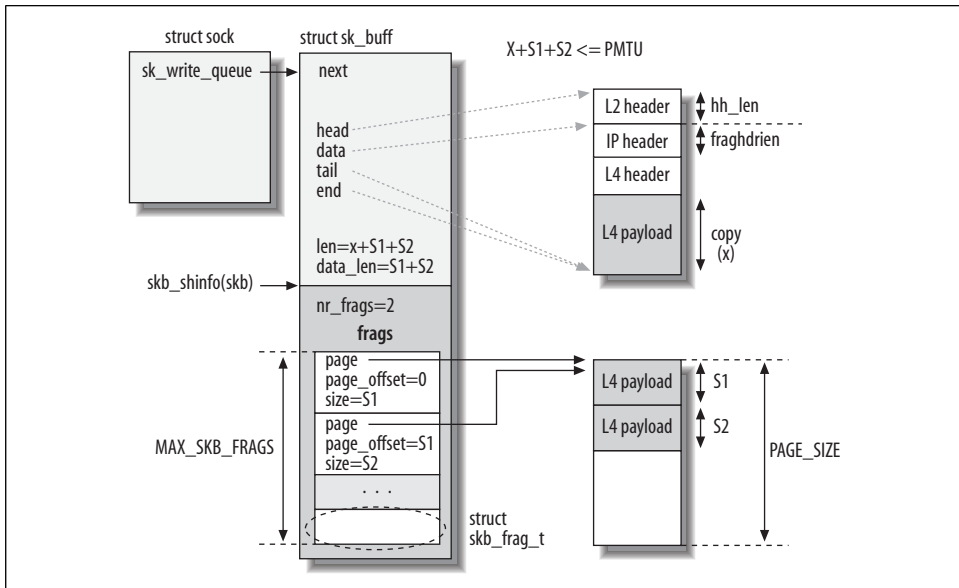 struct sock
struct sk_buff
X+S1+S2 <= PMTU
sk_write_queue
next
head
data
tail
end
L2 header
hh_len
IP header
fraghdrien
L4 header
L4 payload
copy
(x)
len=x+S1+S2
data_len=S1+S2
skb_shinfo(skb)
nr_frags=2
frags
page
page_offset=0
size=S1
page
page_offset=S1
size=S2
. . .
MAX_SKB_FRAGS
struct
skb_frag_t
L4 payload
S1
L4 payload
S2
PAGE_SIZE